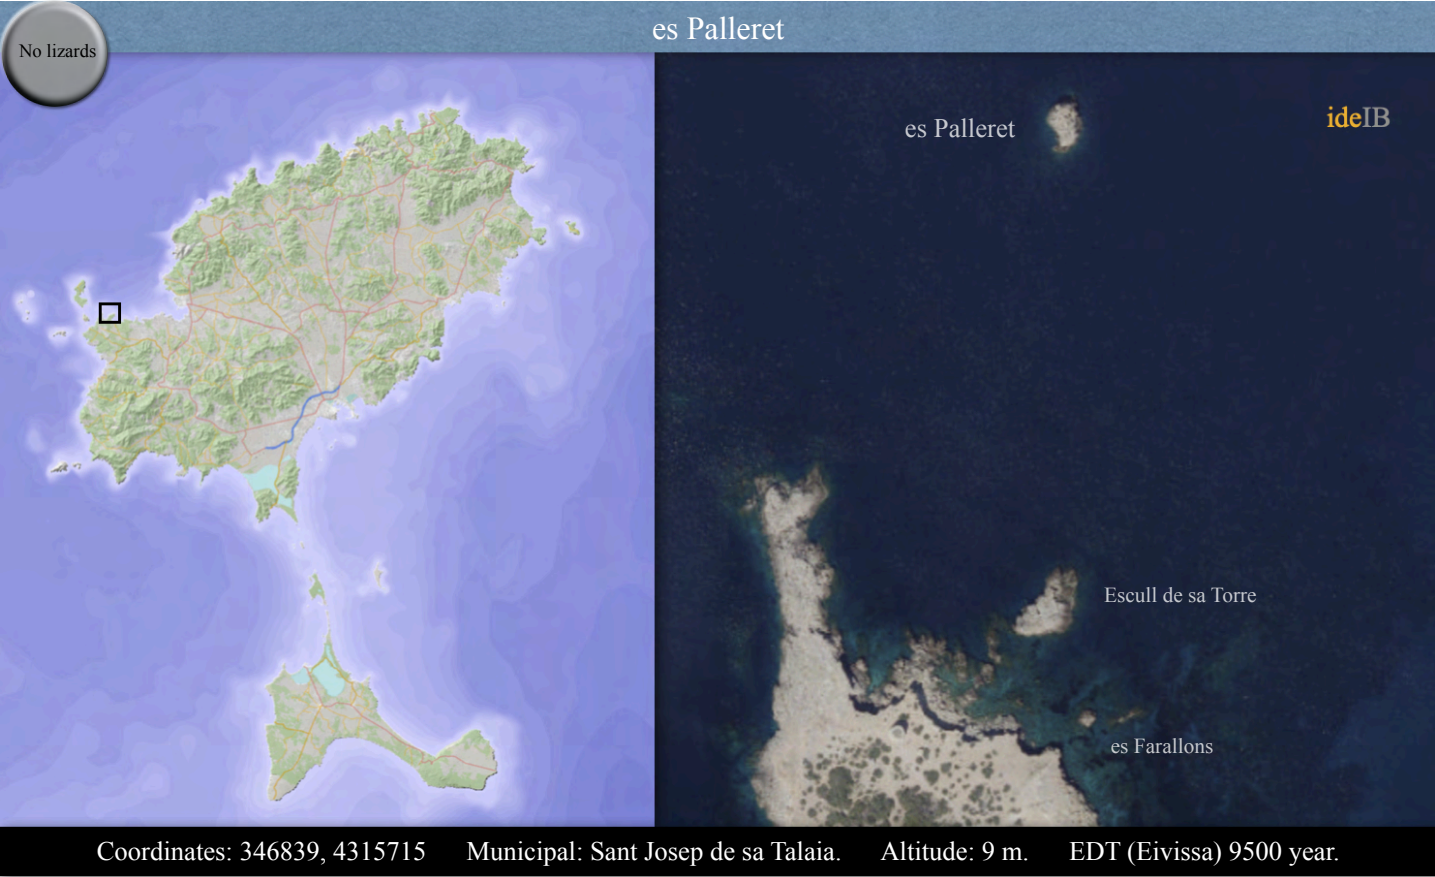 es Palleret
No lizards
es Palleret
ideIB
Escull de sa Torre
es Farallons
Coordinates: 346839, 4315715 Municipal: Sant Josep de sa Talaia. Altitude: 9 m. EDT (Eivissa) 9500 year.